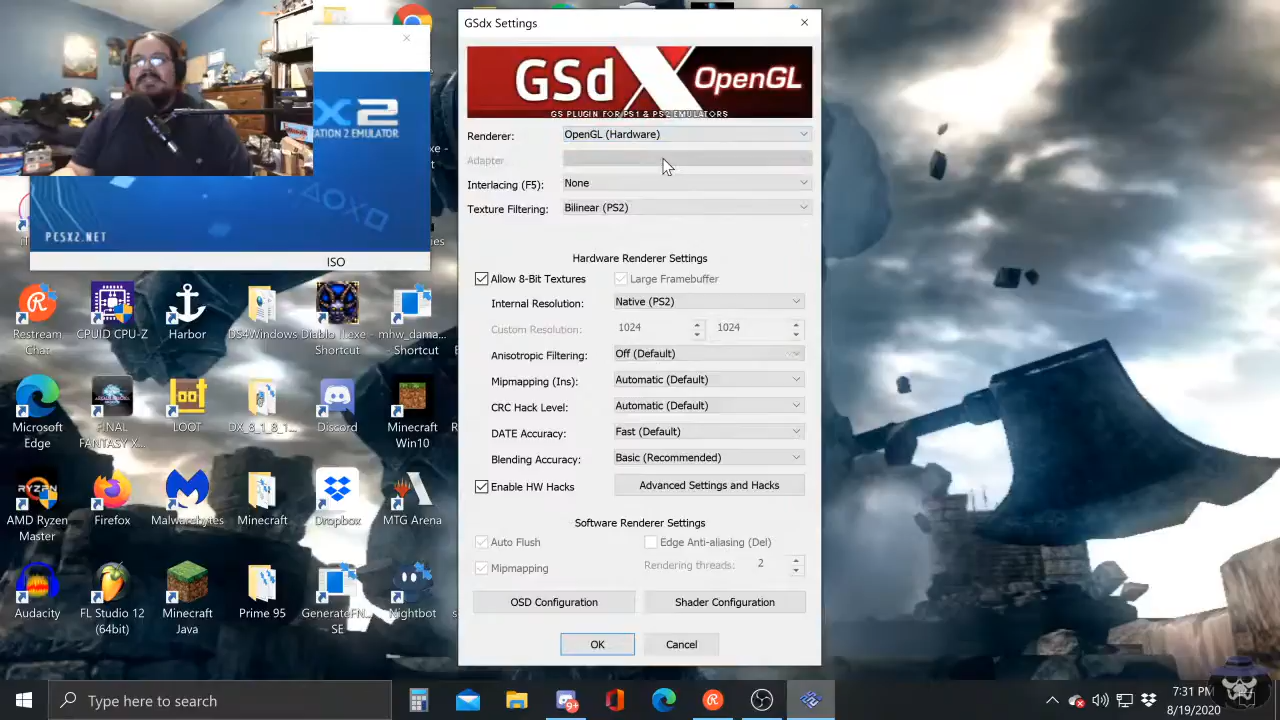 GSdx Settings
GSdX OpenGL
GS PLUGIN FOR PS1 & PS2 EMULATORS
Renderer: OpenGL (Hardware)
Adapter
Interlacing (F5): None
Texture Filtering: Bilinear (PS2)
Hardware Renderer Settings
Allow 8-Bit Textures Large Framebuffer
Internal Resolution: Native (PS2)
Custom Resolution: 1024 1024
Anisotropic Filtering: Off (Default)
Mipmapping (Ins): Automatic (Default)
CRC Hack Level: Automatic (Default)
DATE Accuracy: Fast (Default)
Blending Accuracy: Basic (Recommended)
Enable HW Hacks Advanced Settings and Hacks
Software Renderer Settings
Auto Flush Edge Anti-aliasing (Del)
Mipmapping Rendering threads: 2
OSD Configuration Shader Configuration
OK Cancel
X2
STATION 2 EMULATOR
PCSX2.NET
ISO
Restream Chat
CPUID CPU-Z
Harbor
DS4Windows
Diablo II.exe - Shortcut
mhw_dama... - Shortcut
Microsoft Edge
FINAL FANTASY X...
LOOT
DX_8_1_8_1...
Discord
Minecraft Win10
RYZEN
AMD Ryzen Master
Firefox
Malwarebytes
Minecraft
Dropbox
MTG Arena
Audacity
FL Studio 12 (64bit)
Minecraft Java
Prime 95
GenerateFN... SE
Nightbot
Type here to search
9+
7:31 PM
8/19/2020